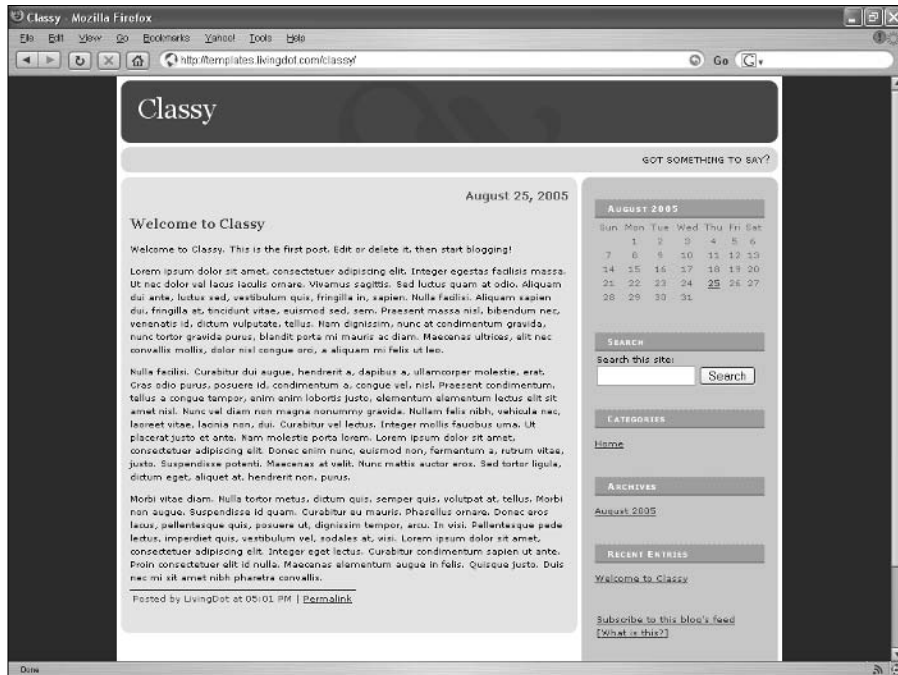 Classy - Mozilla Firefox
File Edit View Go Bookmarks Yahoo! Tools Help
http://templates.livingdot.com/classy/
Go
G
Classy
GOT SOMETHING TO SAY?
August 25, 2005
Welcome to Classy
Welcome to Classy. This is the first post. Edit or delete it, then start blogging!
Lorem ipsum dolor sit amet, consectetuer adipiscing elit. Integer egestas facilisis massa.
Ut nec dolor vel lacus iaculis ornare. Vivamus sagittis. Sed luctus quam at odio. Aliquam
dui ante, luctus sed, vestibulum quis, fringilla in, sapien. Nulla facilisi. Aliquam sapien
dui, fringilla at, tincidunt vitae, euismod sed, sem. Praesent massa nisl, bibendum nec,
venenatis id, dictum vulputate, tellus. Nam dignissim, nunc at condimentum gravida,
nunc tortor gravida purus, blandit porta mi mauris ac diam. Maecenas ultrices, elit nec
convallis mollis, dolor nisl congue orci, a aliquam mi felis ut leo.
Nulla facilisi. Curabitur dui augue, hendrerit a, dapibus a, ullamcorper molestie, erat.
Cras odio purus, posuere id, condimentum a, congue vel, nisl. Praesent condimentum,
tellus a congue tempor, enim enim lobortis justo, elementum elementum lectus elit sit
amet nisl. Nunc vel diam non magna nonummy gravida. Nullam felis nibh, vehicula nec,
laoreet vitae, lacinia non, dui. Curabitur vel lectus. Integer mollis faucibus urna. Ut
placerat justo et ante. Nam molestie porta lorem. Lorem ipsum dolor sit amet,
consectetuer adipiscing elit. Donec enim nunc, euismod non, fermentum a, rutrum vitae,
justo. Suspendisse potenti. Maecenas at velit. Nunc mattis auctor eros. Sed tortor ligula,
dictum eget, aliquet at, hendrerit non, purus.
Morbi vitae diam. Nulla tortor metus, dictum quis, semper quis, volutpat at, tellus. Morbi
non augue. Suspendisse id quam. Curabitur eu mauris. Phasellus ornare. Donec eros
lacus, pellentesque quis, posuere ut, dignissim tempor, arcu. In visi. Pellentesque pede
lectus, imperdiet quis, vestibulum vel, sodales at, visi. Lorem ipsum dolor sit amet,
consectetuer adipiscing elit. Integer eget lectus. Curabitur condimentum sapien ut ante.
Proin consectetuer elit id nulla. Maecenas elementum augue in felis. Quisque justo. Duis
nec mi sit amet nibh pharetra convallis.
Posted by LivingDot at 05:01 PM | Permalink
AUGUST 2005
Sun Mon Tue Wed Thu Fri Sat
1 2 3 4 5 6
7 8 9 10 11 12 13
14 15 16 17 18 19 20
21 22 23 24 25 26 27
28 29 30 31
SEARCH
Search this site:
Search
CATEGORIES
Home
ARCHIVES
August 2005
RECENT ENTRIES
Welcome to Classy
Subscribe to this blog's feed
[What is this?]
Done